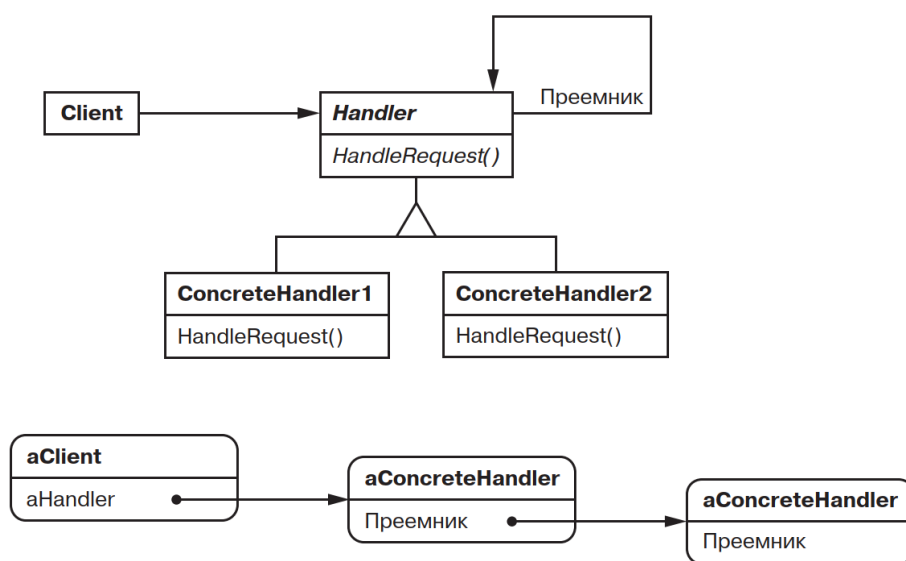 Преемник
Client
Handler
HandleRequest()
ConcreteHandler1
HandleRequest()
ConcreteHandler2
HandleRequest()
aClient
aHandler
aConcreteHandler
Преемник
aConcreteHandler
Преемник